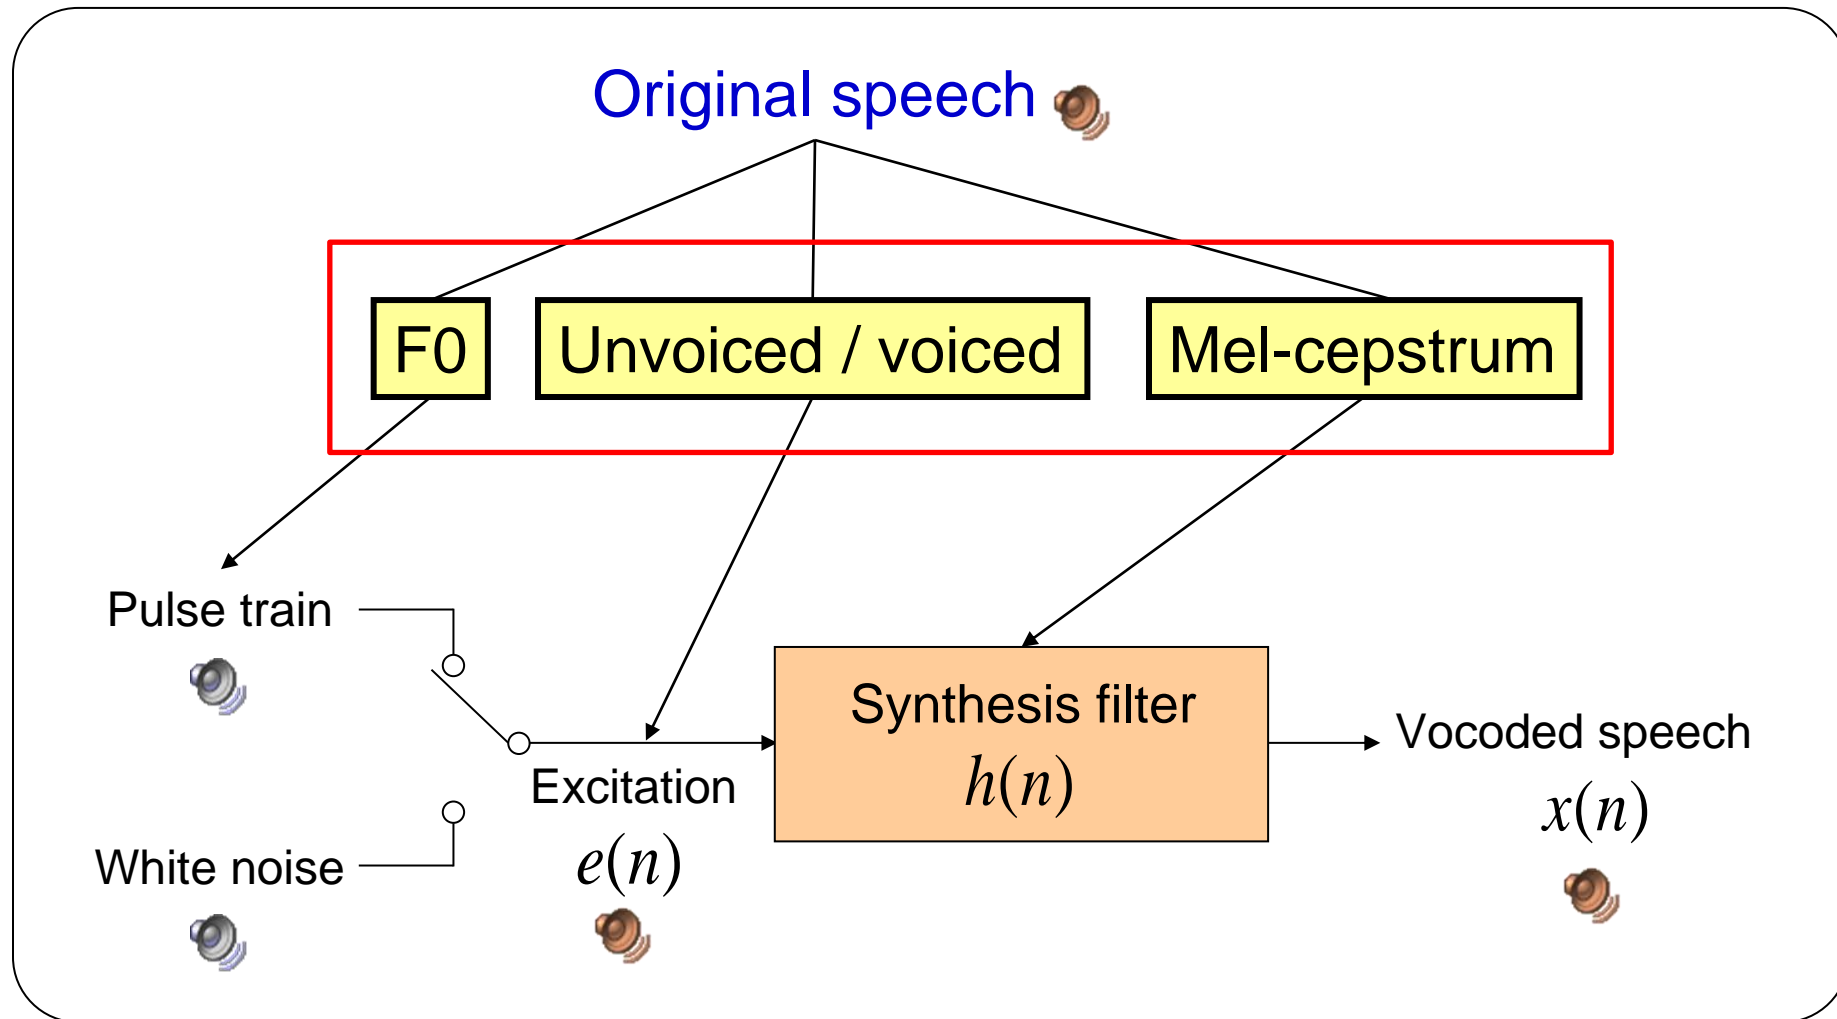 Original speech
F0
Unvoiced / voiced
Mel-cepstrum
Pulse train
White noise
Excitation
e(n)
Synthesis filter
h(n)
Vocoded speech
x(n)